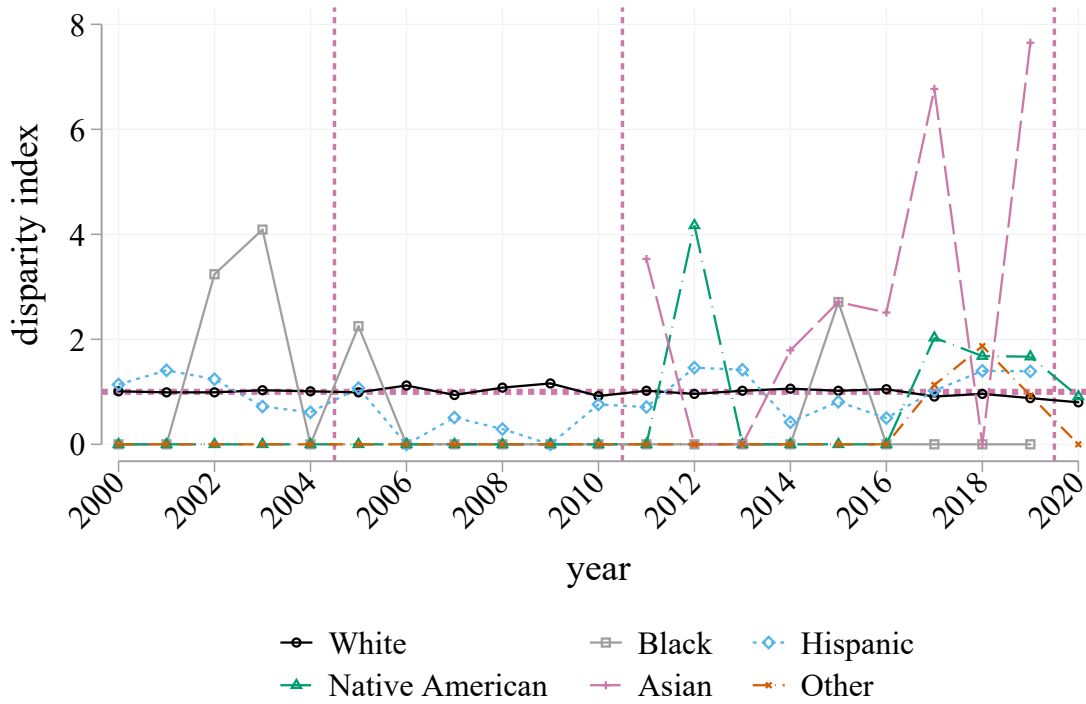 8
6
4
2
0
disparity index
2000 2002 2004 2006 2008 2010 2012 2014 2016 2018 2020
year
White Black Hispanic
Native American Asian Other